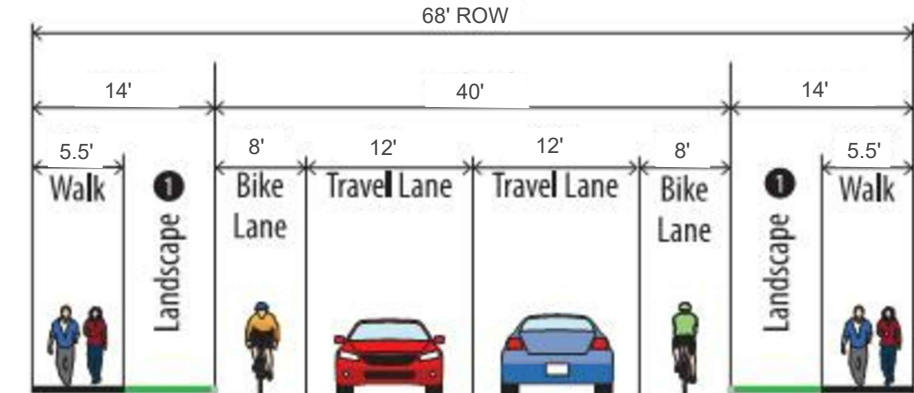 68' ROW
14'
40'
14'
5.5'
8'
12'
12'
8'
5.5'
Walk
1
Landscape
Bike
Lane
Travel Lane
Travel Lane
Bike
Lane
1
Landscape
Walk